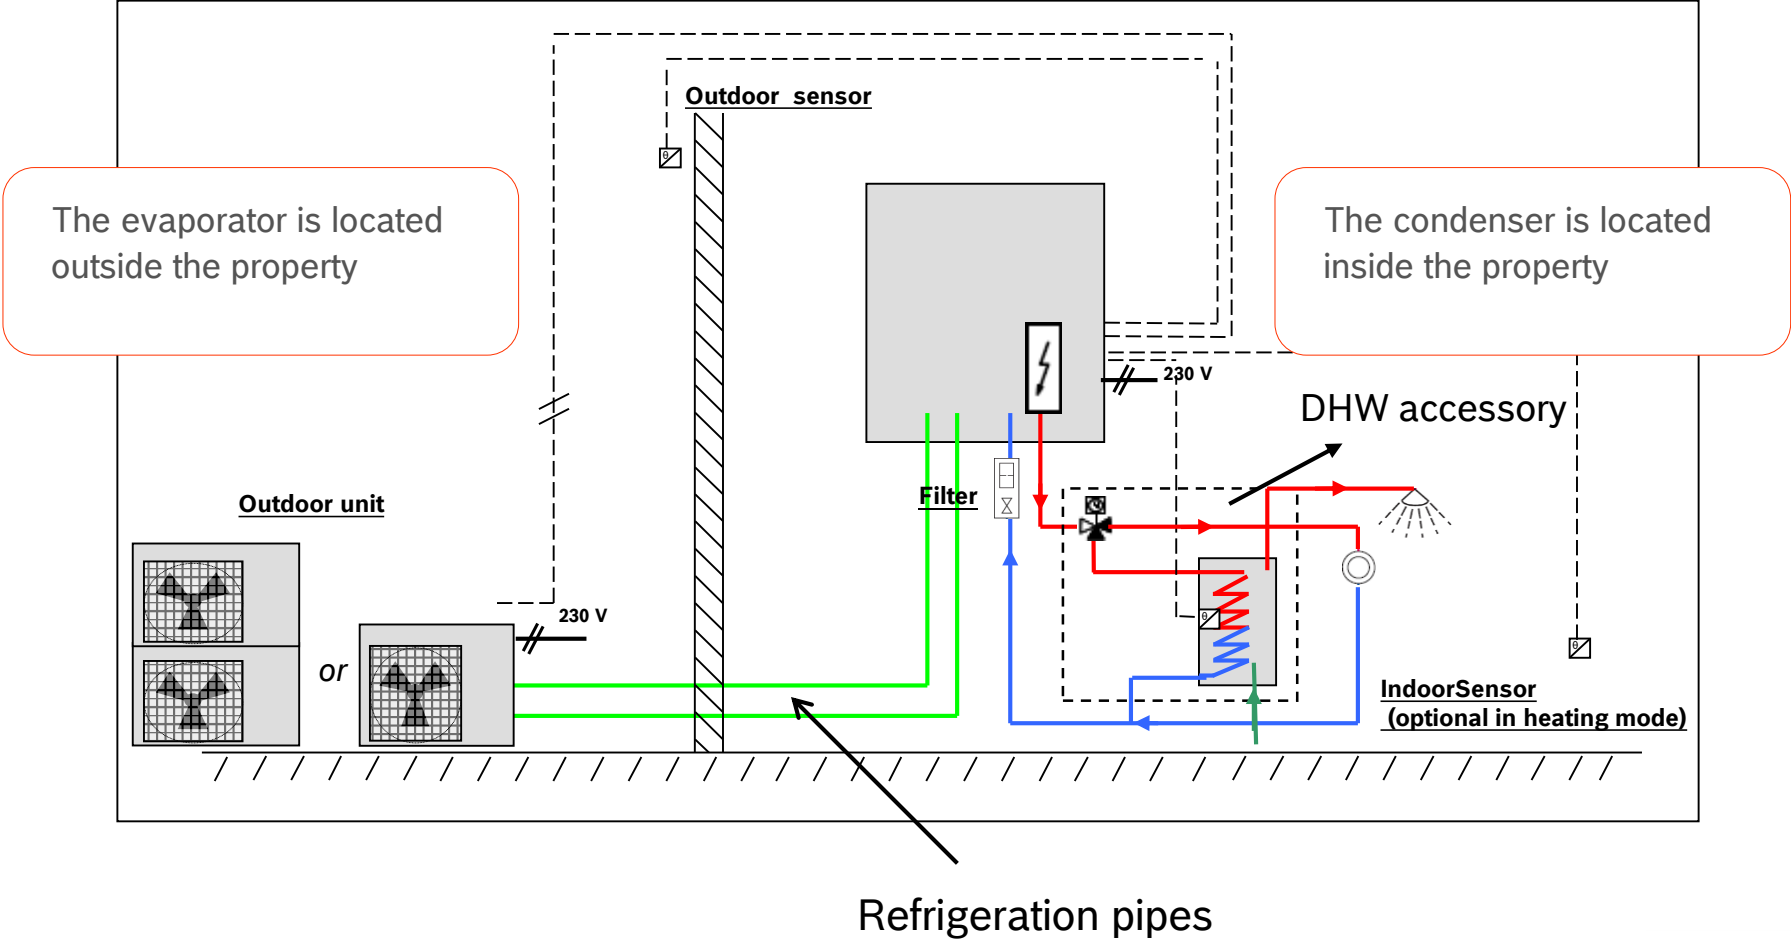 Outdoor  sensor
The evaporator is located
outside the property
The condenser is located
inside the property
230 V
DHW accessory
Filter
Outdoor unit
230 V
or
IndoorSensor
(optional in heating mode)
Refrigeration pipes
θ
θ
θ